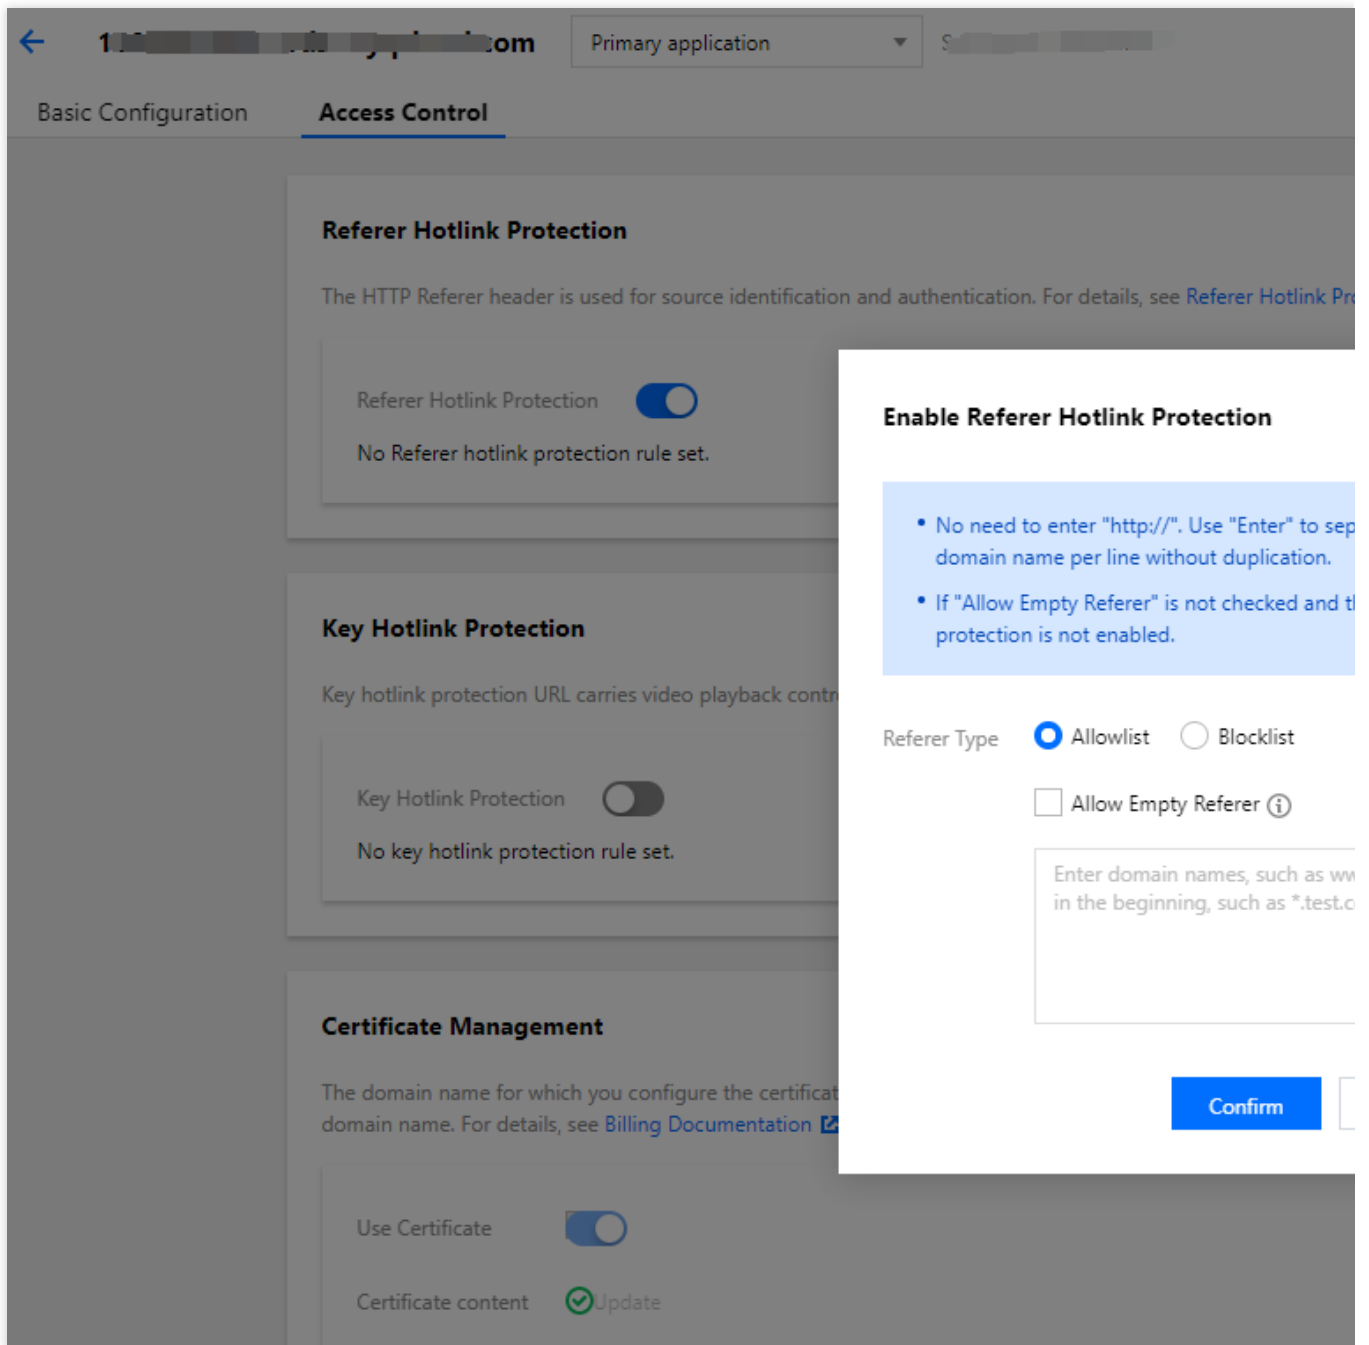 com
Primary application
Basic Configuration
Access Control
Referer Hotlink Protection
The HTTP Referer header is used for source identification and authentication. For details, see Referer Hotlink
Referer Hotlink Protection
No Referer hotlink protection rule set.
Key Hotlink Protection
Key hotlink protection URL carries video playback
Key Hotlink Protection
No key hotlink protection rule set.
Certificate Management
The domain name for which you configure the
domain name. For details, see Billing Documentation
Use Certificate
Certificate content
Update
Enable Referer Hotlink Protection
• No need to enter "http://". Use "Enter" to
domain name per line without duplication.
• If "Allow Empty Referer" is not checked and
protection is not enabled.
Referer Type
Allowlist
Blocklist
Allow Empty Referer
Enter domain names, such as
in the beginning, such as
Confirm